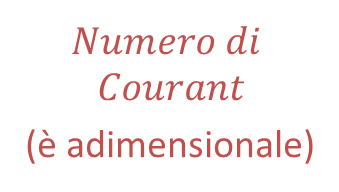 Numero di
Courant
(è adimensionale)